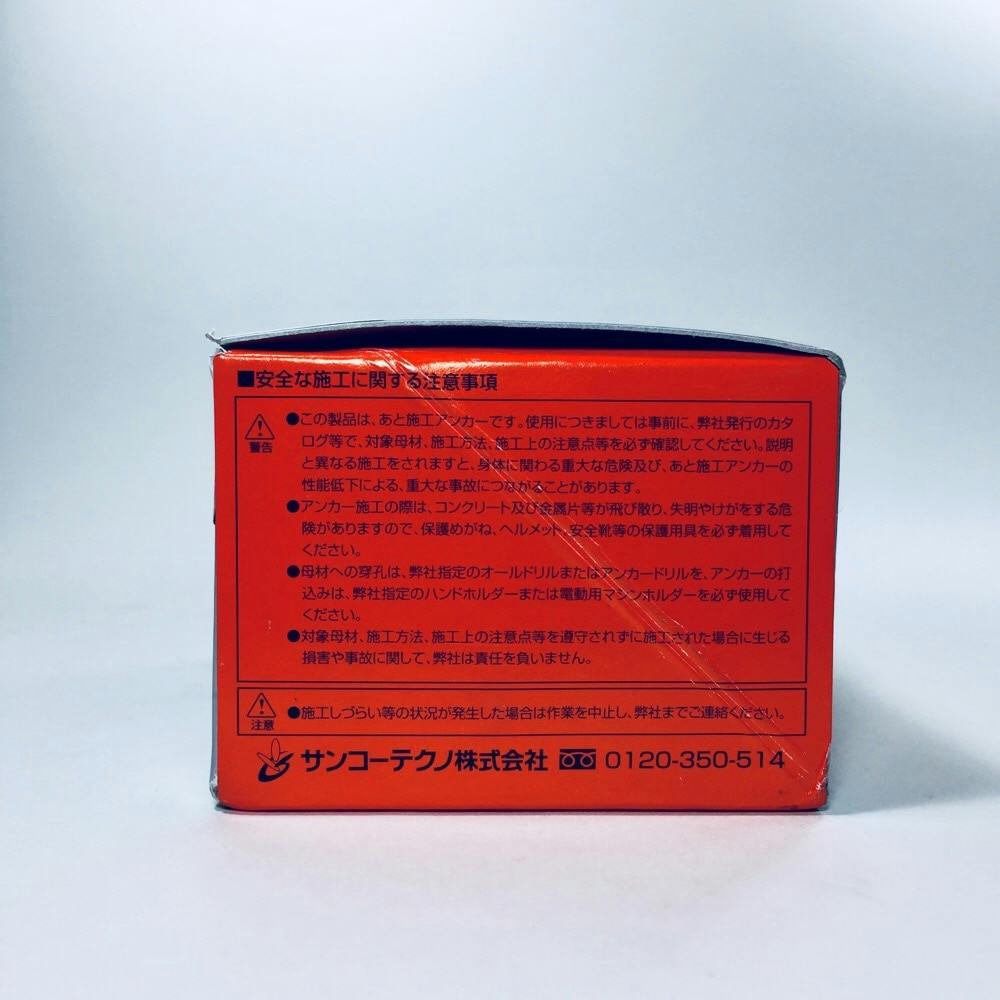 ■安全な施工に関する注意事項
警告
●この製品は、あと施工アンカーです。使用につきましては事前に、弊社発行のカタ
ログ等で、対象母材、施工方法、施工上の注意点等を必ず確認してください。説明
と異なる施工をされますと、身体に関わる重大な危険及び、あと施工アンカーの
性能低下による、重大な事故につながることがあります。
●アンカー施工の際は、コンクリート及び金属片等が飛び散り、失明やけがをする危
険がありますので、保護めがね、ヘルメット、安全靴等の保護用具を必ず着用して
ください。
●母材への穿孔は、弊社指定のオールドリルまたはアンカードリルを、アンカーの打
込みは、弊社指定のハンドホルダーまたは電動用マシンホルダーを必ず使用して
ください。
●対象母材、施工方法、施工上の注意点等を遵守されずに施工された場合に生じる
損害や事故に関して、弊社は責任を負いません。
注意
●施工しづらい等の状況が発生した場合は作業を中止し、弊社までご連絡ください。
サンコーテクノ株式会社 0120-350-514